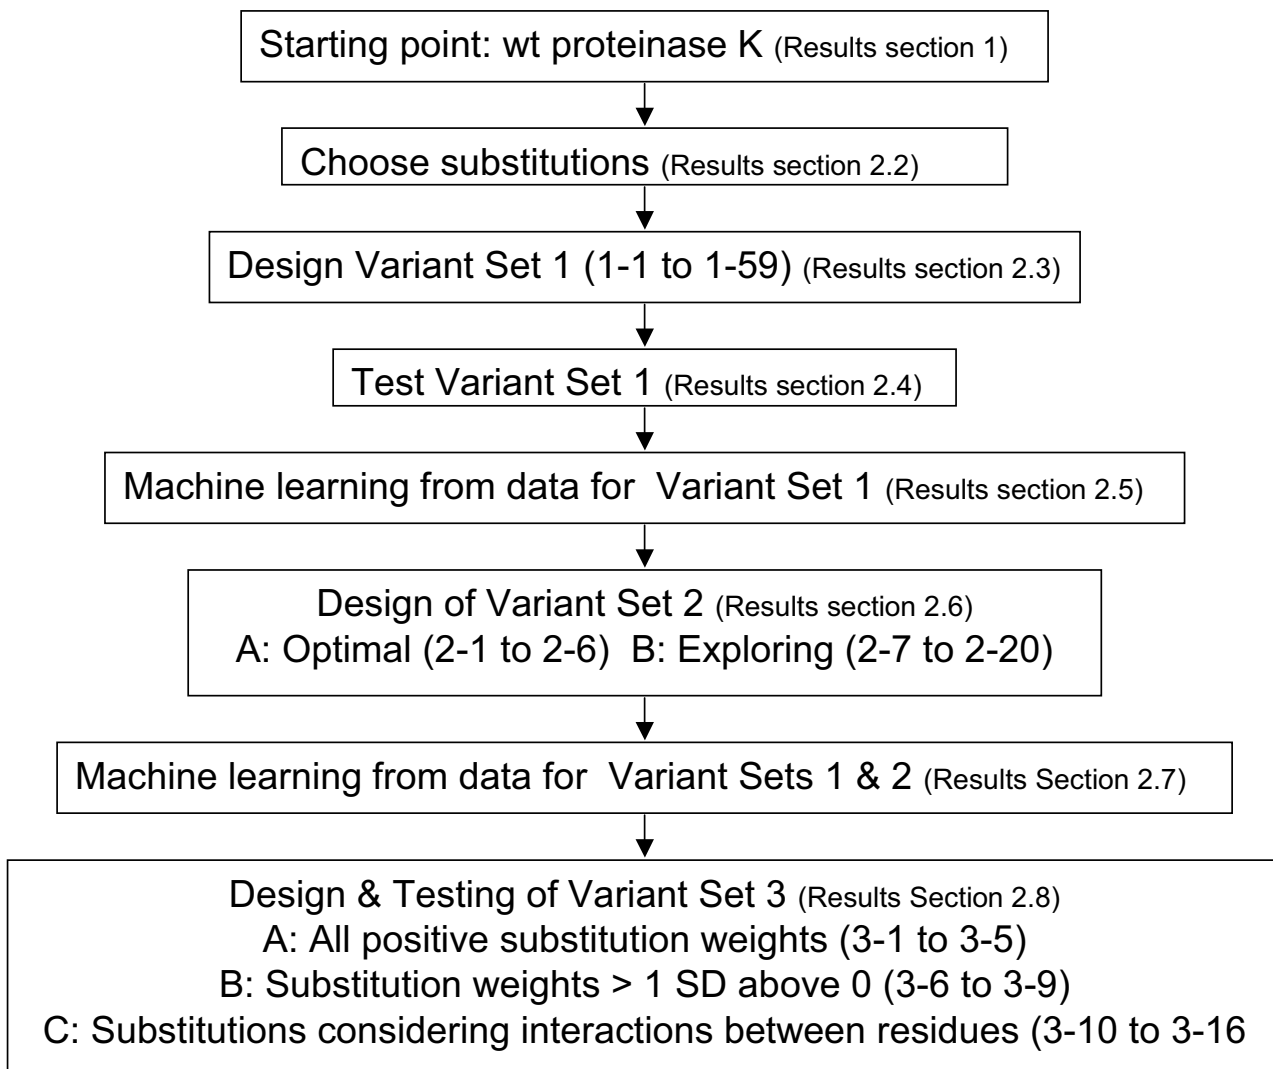 Starting point: wt proteinase K (Results section 1)
Choose substitutions (Results section 2.2)
Design Variant Set 1 (1-1 to 1-59) (Results section 2.3)
Test Variant Set 1 (Results section 2.4)
Machine learning from data for Variant Set 1 (Results section 2.5)
Design of Variant Set 2 (Results section 2.6)
A: Optimal (2-1 to 2-6) B: Exploring (2-7 to 2-20)
Machine learning from data for Variant Sets 1 & 2 (Results Section 2.7)
Design & Testing of Variant Set 3 (Results Section 2.8)
A: All positive substitution weights (3-1 to 3-5)
B: Substitution weights > 1 SD above 0 (3-6 to 3-9)
C: Substitutions considering interactions between residues (3-10 to 3-16